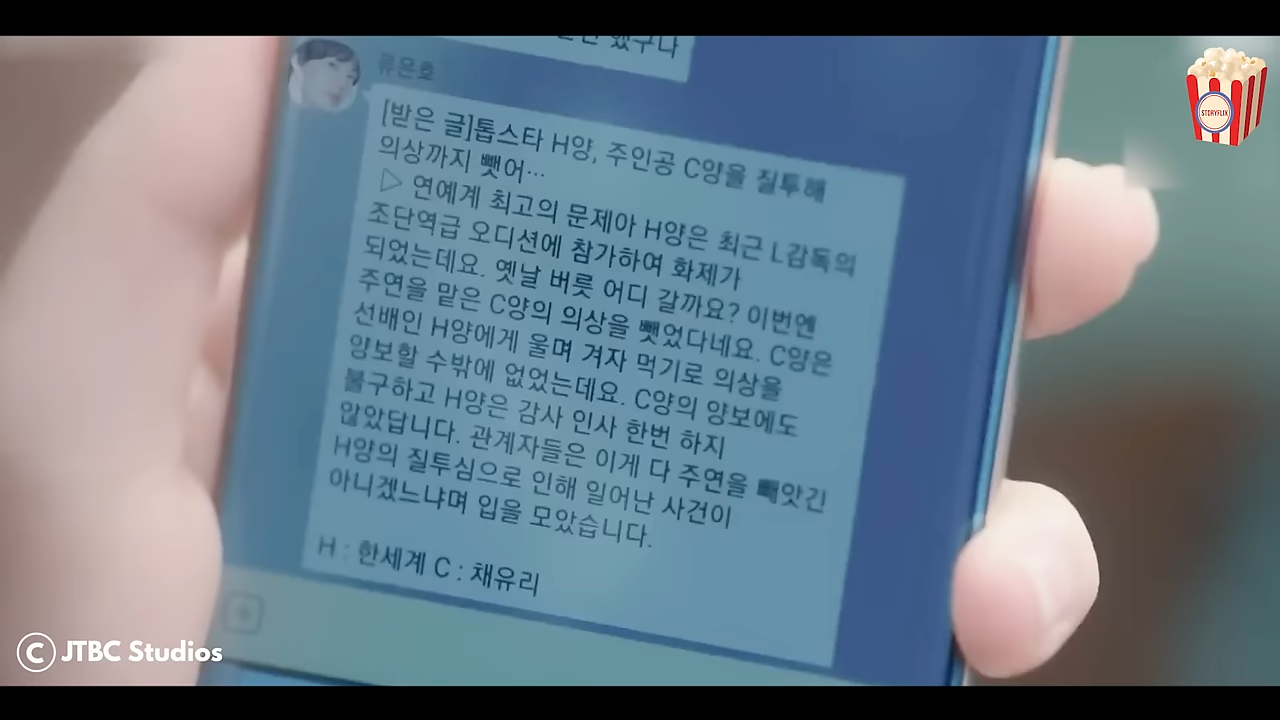 했구나
류은호
[받은 글]톱스타 H양, 주인공 C양을 질투해
의상까지 뺏어…
▷ 연예계 최고의 문제아 H양은 최근 L감독의
조단역급 오디션에 참가하여 화제가
되었는데요. 옛날 버릇 어디 갈까요? 이번엔
주연을 맡은 C양의 의상을 뺏었다네요. C양은
선배인 H양에게 울며 겨자 먹기로 의상을
양보할 수밖에 없었는데요. C양의 양보에도
불구하고 H양은 감사 인사 한번 하지
않았답니다. 관계자들은 이게 다 주연을 빼앗긴
H양의 질투심으로 인해 일어난 사건이
아니겠느냐며 입을 모았습니다.
H : 한세계 C : 채유리
STORYFLIX
© JTBC Studios